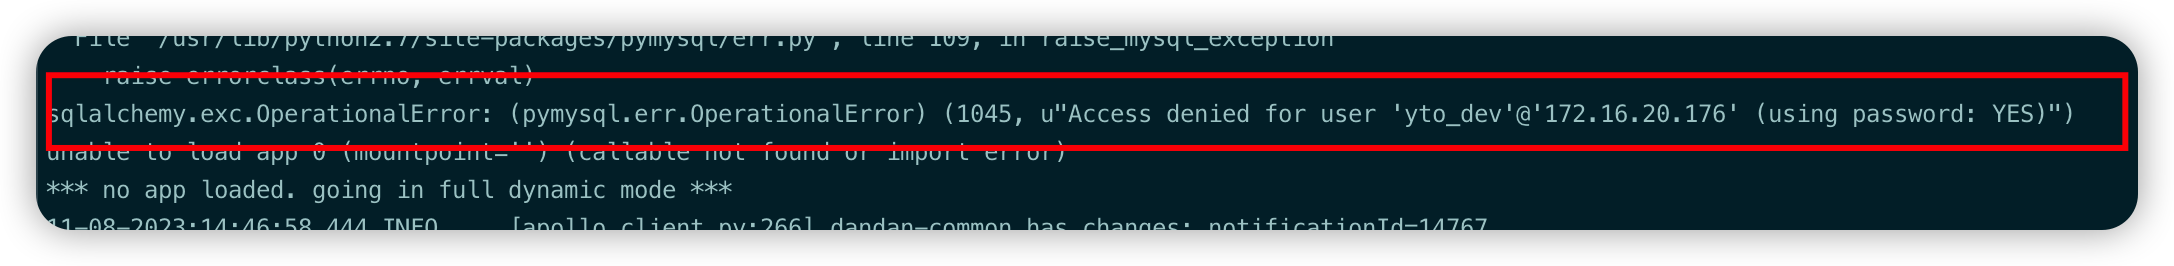 File "/usr/lib/python2.7/site-packages/pymysql/err.py", line 109, in raise_mysql_exception
raise errorclass(errno, errval)
sqlalchemy.exc.OperationalError: (pymysql.err.OperationalError) (1045, u"Access denied for user 'yto_dev'@'172.16.20.176' (using password: YES)")
unable to load app 0 (mountpoint='') (callable not found or import error)
*** no app loaded. going in full dynamic mode ***
11-08-2023:14:46:58,444 INFO [apollo_client.py:266] dandan-common has changes: notificationId=14767